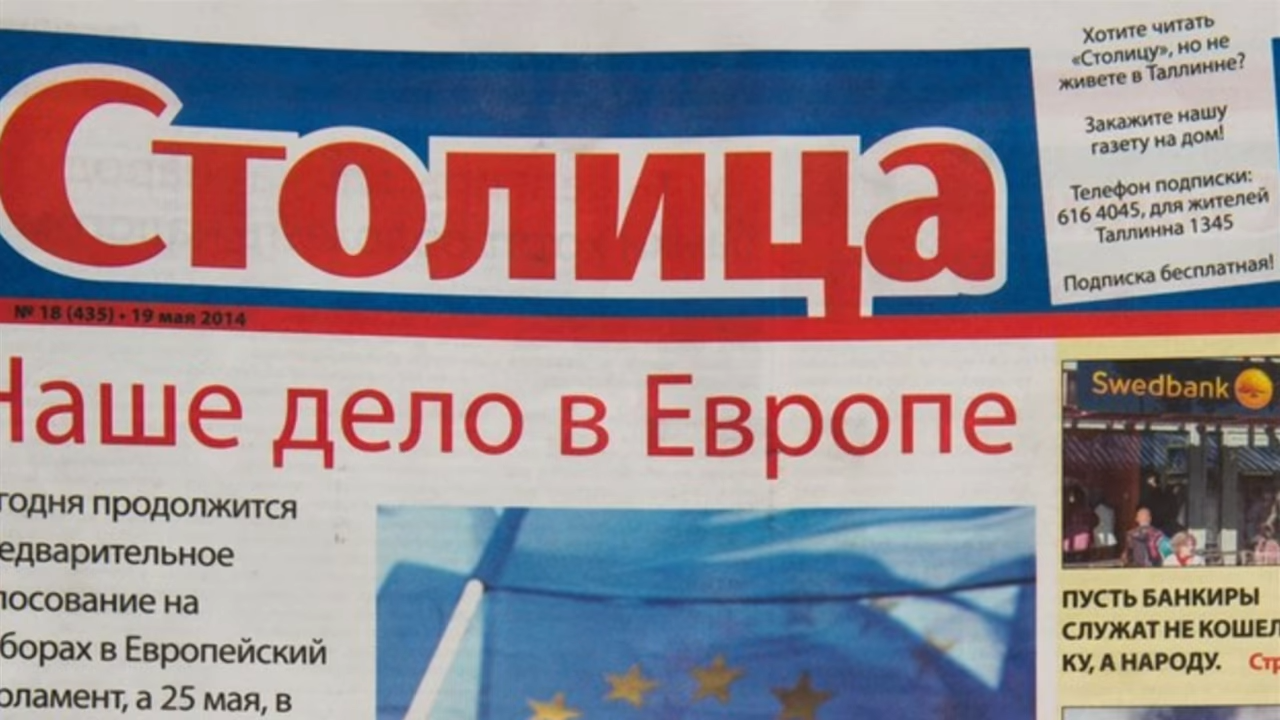 Столица
Хотите читать
«Столицу», но не
живете в Таллинне?
Закажите нашу
газету на дом!
Телефон подписки:
616 4045, для жителей
Таллинна 1345
Подписка бесплатная!
№ 18 (435) • 19 мая 2014
Наше дело в Европе
годня продолжится
едварительное
лосование на
борах в Европейский
рламент, а 25 мая, в
Swedbank
ПУСТЬ БАНКИРЫ
СЛУЖАТ НЕ КОШЕЛ
КУ, А НАРОДУ. Стр